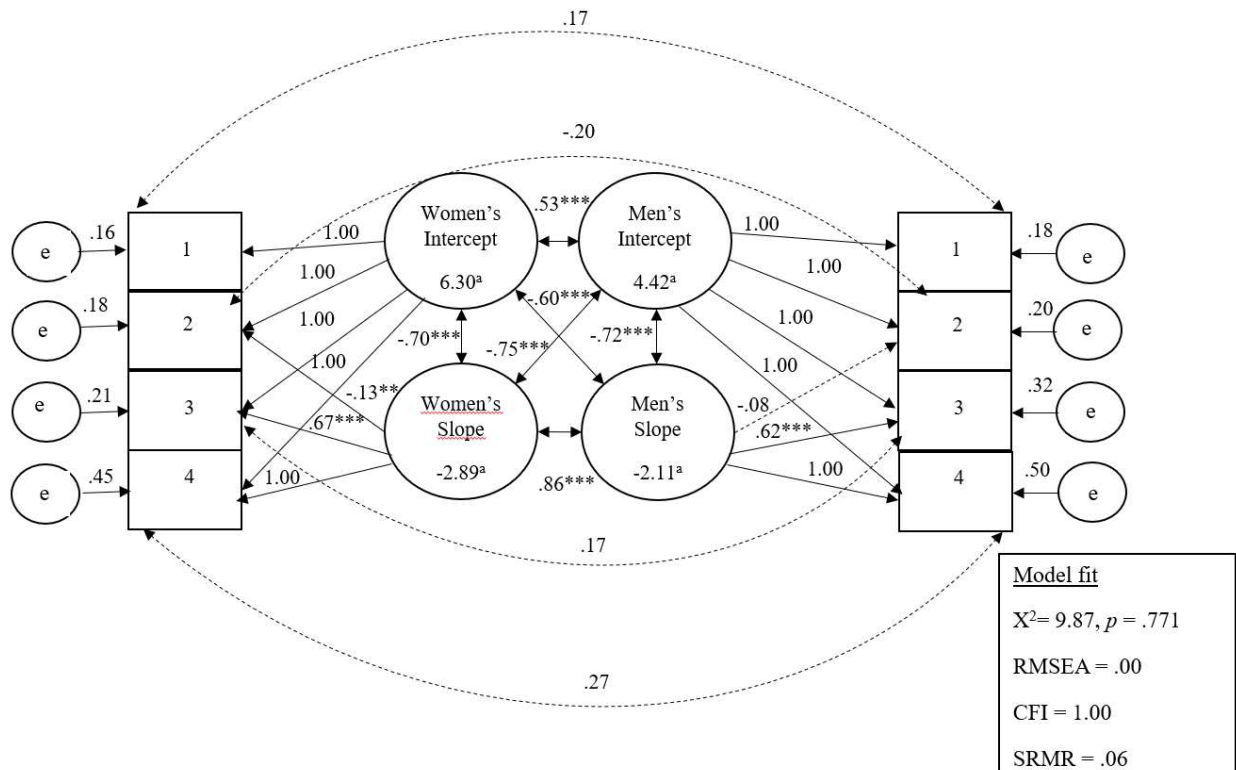 .17
-.20
Women's
Intercept
6.30ª
.53***
Men's
Intercept
4.42ª
e
.16
1
1.00
1.00
1
.18
e
e
.18
2
1.00
1.00
2
.20
e
1.00
-.60***
1.00
-.70***
-.75***
-.72***
1.00
1.00
e
.21
3
-.13**
.67***
Women's
Slope
-2.89ª
Men's
Slope
-2.11ª
-.08
.62***
3
.32
e
e
.45
4
1.00
.86***
1.00
4
.50
e
.17
.27
Model fit
X²= 9.87, p = .771
RMSEA = .00
CFI = 1.00
SRMR = .06